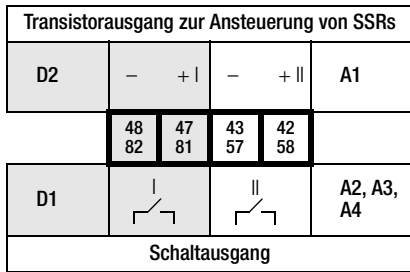 Transistorausgang zur Ansteuerung von SSRs
D2 – + I – + II A1
48 47 43 42
82 81 57 58
D1 I II A2, A3,
A4
Schaltausgang